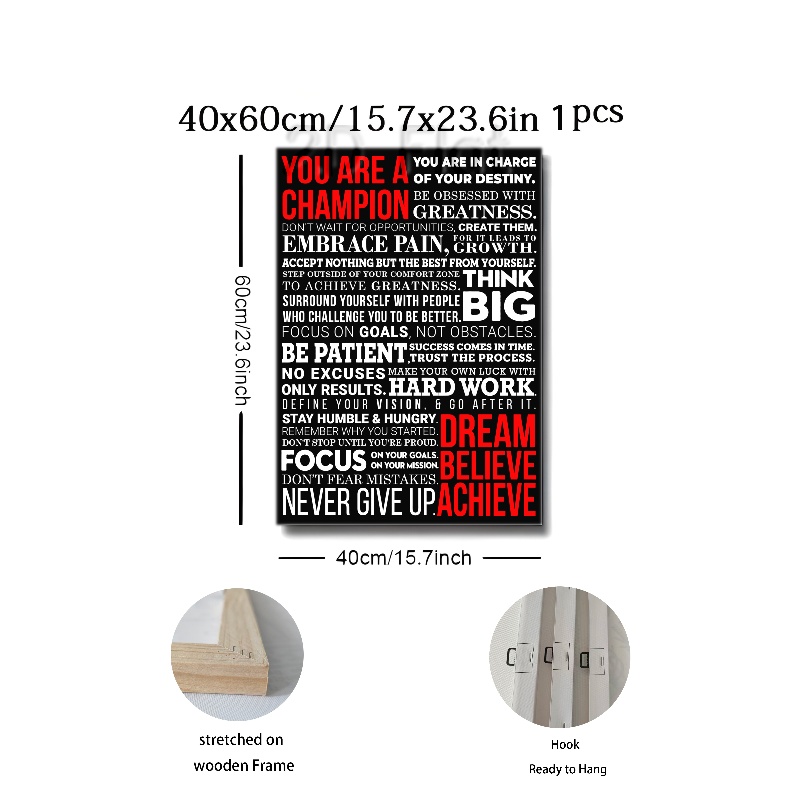 40x60cm/15.7x23.6in 1pcs
YOU ARE A
CHAMPION
YOU ARE IN CHARGE
OF YOUR DESTINY.
BE OBSESSED WITH
GREATNESS.
DON'T WAIT FOR OPPORTUNITIES, CREATE THEM.
EMBRACE PAIN, FOR IT LEADS TO
GROWTH.
ACCEPT NOTHING BUT THE BEST FROM YOURSELF.
STEP OUTSIDE OF YOUR COMFORT ZONE
TO ACHIEVE GREATNESS.
THINK
BIG
SURROUND YOURSELF WITH PEOPLE
WHO CHALLENGE YOU TO BE BETTER.
FOCUS ON GOALS, NOT OBSTACLES.
BE PATIENT, SUCCESS COMES IN TIME.
TRUST THE PROCESS.
NO EXCUSES
ONLY RESULTS.
MAKE YOUR OWN LUCK WITH
HARD WORK.
DEFINE YOUR VISION, & GO AFTER IT.
STAY HUMBLE & HUNGRY.
REMEMBER WHY YOU STARTED.
DON'T STOP UNTIL YOU'RE PROUD.
FOCUS ON YOUR GOALS.
ON YOUR MISSION.
DON'T FEAR MISTAKES.
NEVER GIVE UP.
DREAM
BELIEVE
ACHIEVE
60cm/23.6inch
40cm/15.7inch
stretched on
wooden Frame
Hook
Ready to Hang